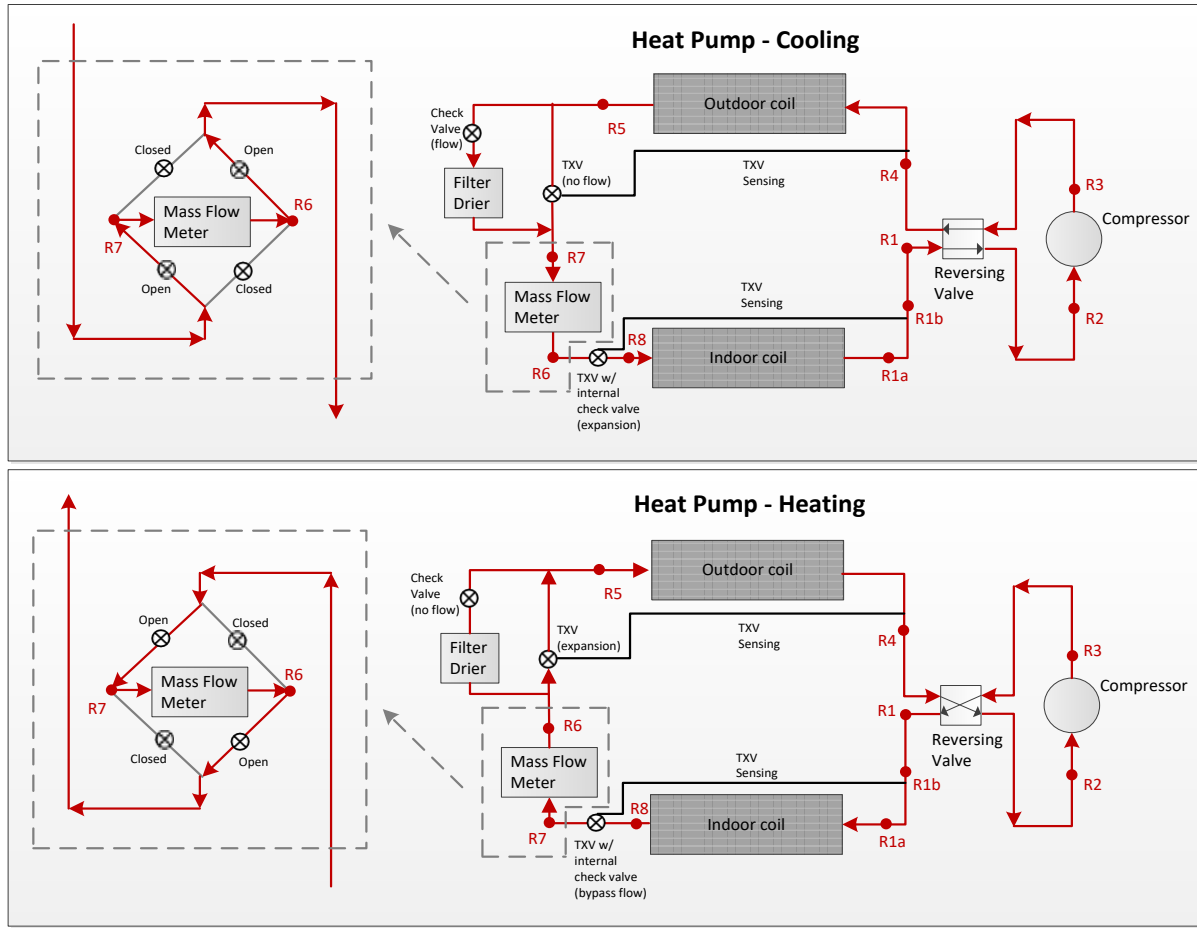 Heat Pump - Cooling
Closed
Open
R6
Mass Flow
Meter
R7
Open
Closed
Check
Valve
(flow)
R5
Outdoor coil
Filter
Drier
TXV
(no flow)
TXV
Sensing
R4
R3
Compressor
R1
Reversing
Valve
R7
Mass Flow
Meter
TXV
Sensing
R1b
R2
R8
R6
Indoor coil
R1a
TXV w/
internal
check valve
(expansion)
Heat Pump - Heating
Open
Closed
R6
Mass Flow
Meter
R7
Closed
Open
Check
Valve
(no flow)
R5
Outdoor coil
Filter
Drier
TXV
(expansion)
TXV
Sensing
R4
R3
Compressor
R1
Reversing
Valve
R6
Mass Flow
Meter
TXV
Sensing
R1b
R2
R8
R7
Indoor coil
R1a
TXV w/
internal
check valve
(bypass flow)